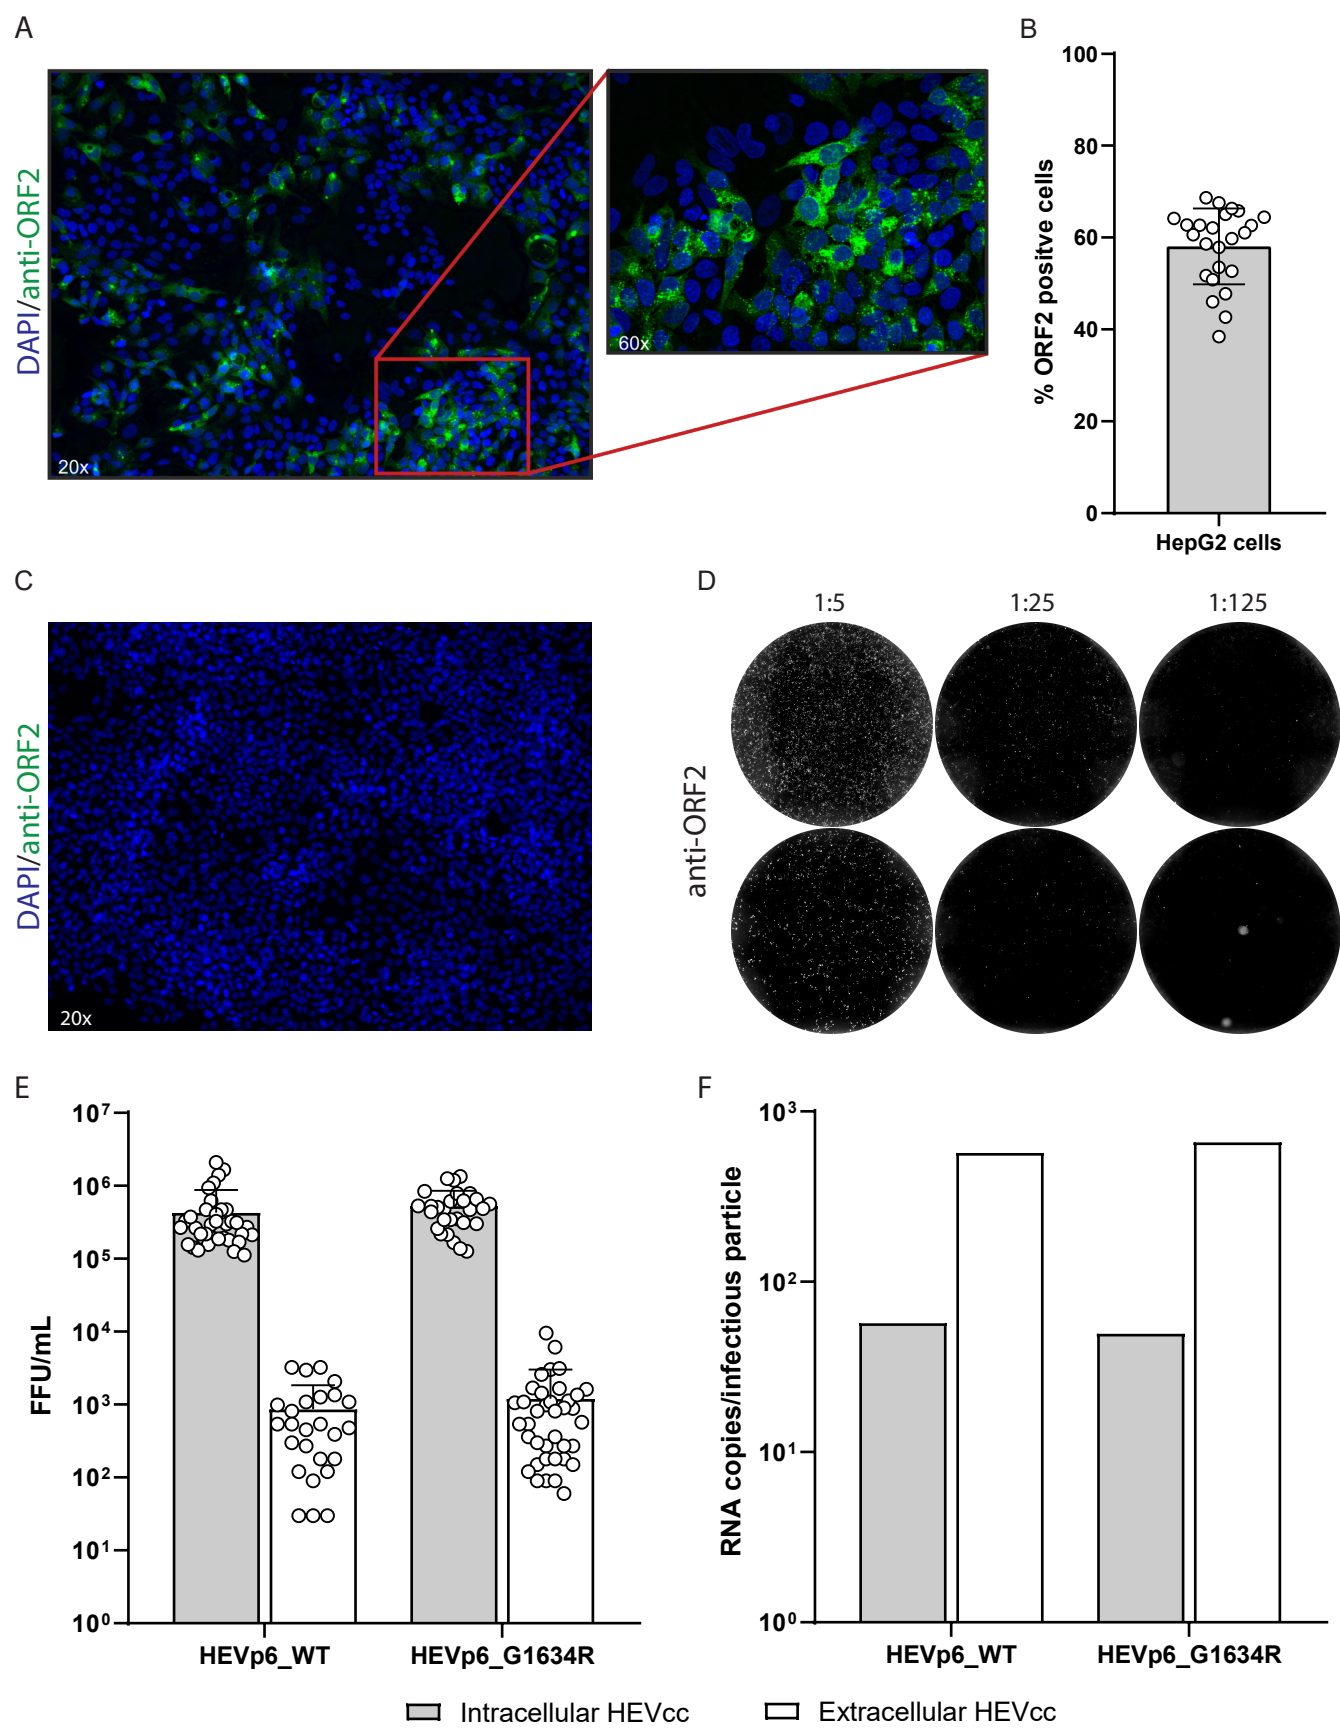 A
DAPI/anti-ORF2
20x
60x
B
% ORF2 positve cells
100
80
60
40
20
0
HepG2 cells
C
DAPI/anti-ORF2
20x
D
1:5 1:25 1:125
anti-ORF2
E
FFU/mL
10⁷
10⁶
10⁵
10⁴
10³
10²
10¹
10⁰
HEVp6_WT HEVp6_G1634R
F
RNA copies/infectious particle
10³
10²
10¹
10⁰
HEVp6_WT HEVp6_G1634R
Intracellular HEVcc Extracellular HEVcc